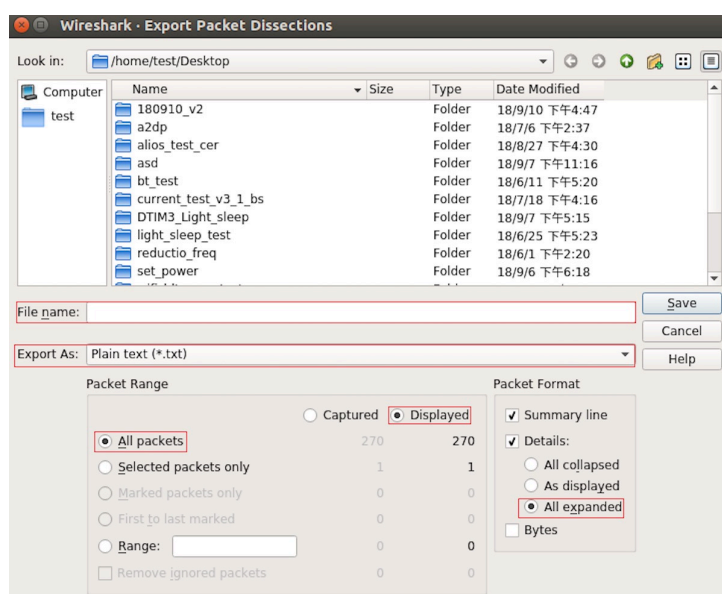 Wireshark · Export Packet Dissections
Look in: /home/test/Desktop
Computer
test
Name Size Type Date Modified
180910_v2 Folder 18/9/10 下午4:47
a2dp Folder 18/7/6 下午2:37
alios_test_cer Folder 18/8/27 下午4:30
asd Folder 18/9/7 下午11:16
bt_test Folder 18/6/11 下午5:20
current_test_v3_1_bs Folder 18/7/18 下午4:16
DTIM3_Light_sleep Folder 18/9/7 下午5:15
light_sleep_test Folder 18/6/25 下午5:23
reductio_freq Folder 18/6/1 下午2:20
set_power Folder 18/9/6 下午6:18
File name: Save
Cancel
Export As: Plain text (*.txt) Help
Packet Range Packet Format
Captured Displayed Summary line
All packets 270 270 Details:
Selected packets only 1 1 All collapsed
Marked packets only 0 0 As displayed
First to last marked 0 0 All expanded
Range: 0 0 Bytes
Remove ignored packets 0 0